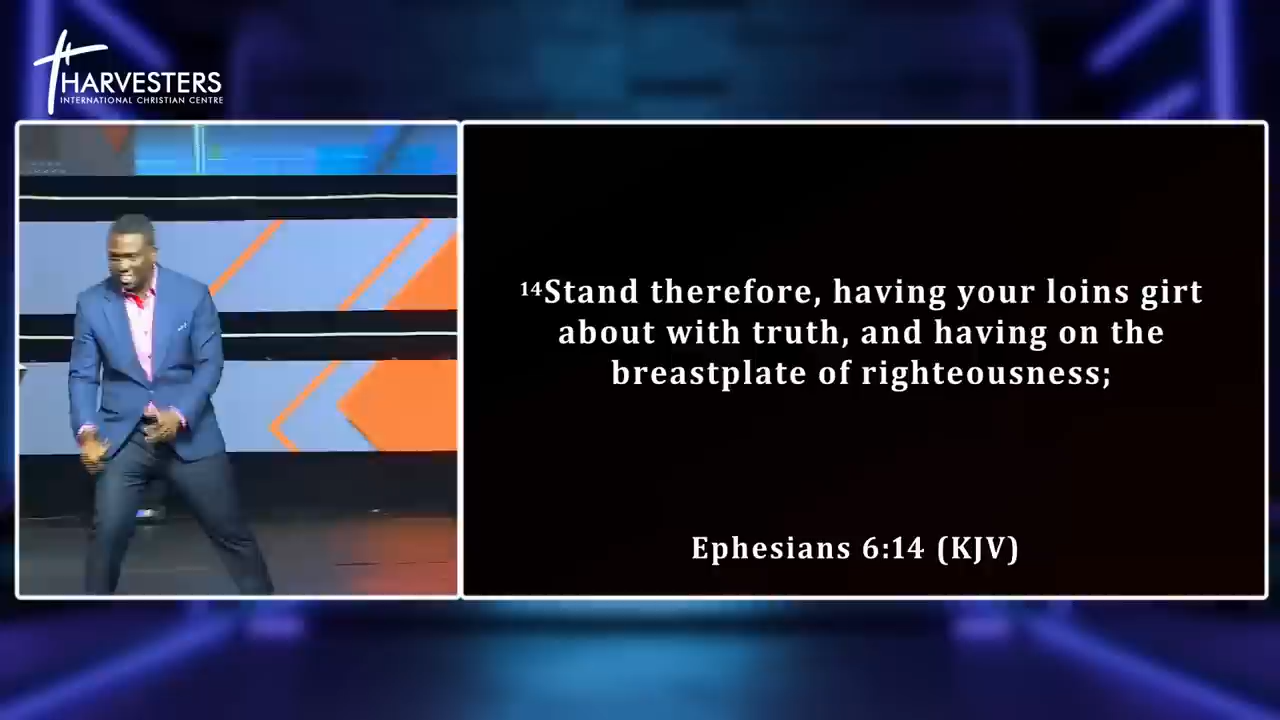 HARVESTERS
INTERNATIONAL CHRISTIAN CENTRE
14Stand therefore, having your loins girt
about with truth, and having on the
breastplate of righteousness;
Ephesians 6:14 (KJV)